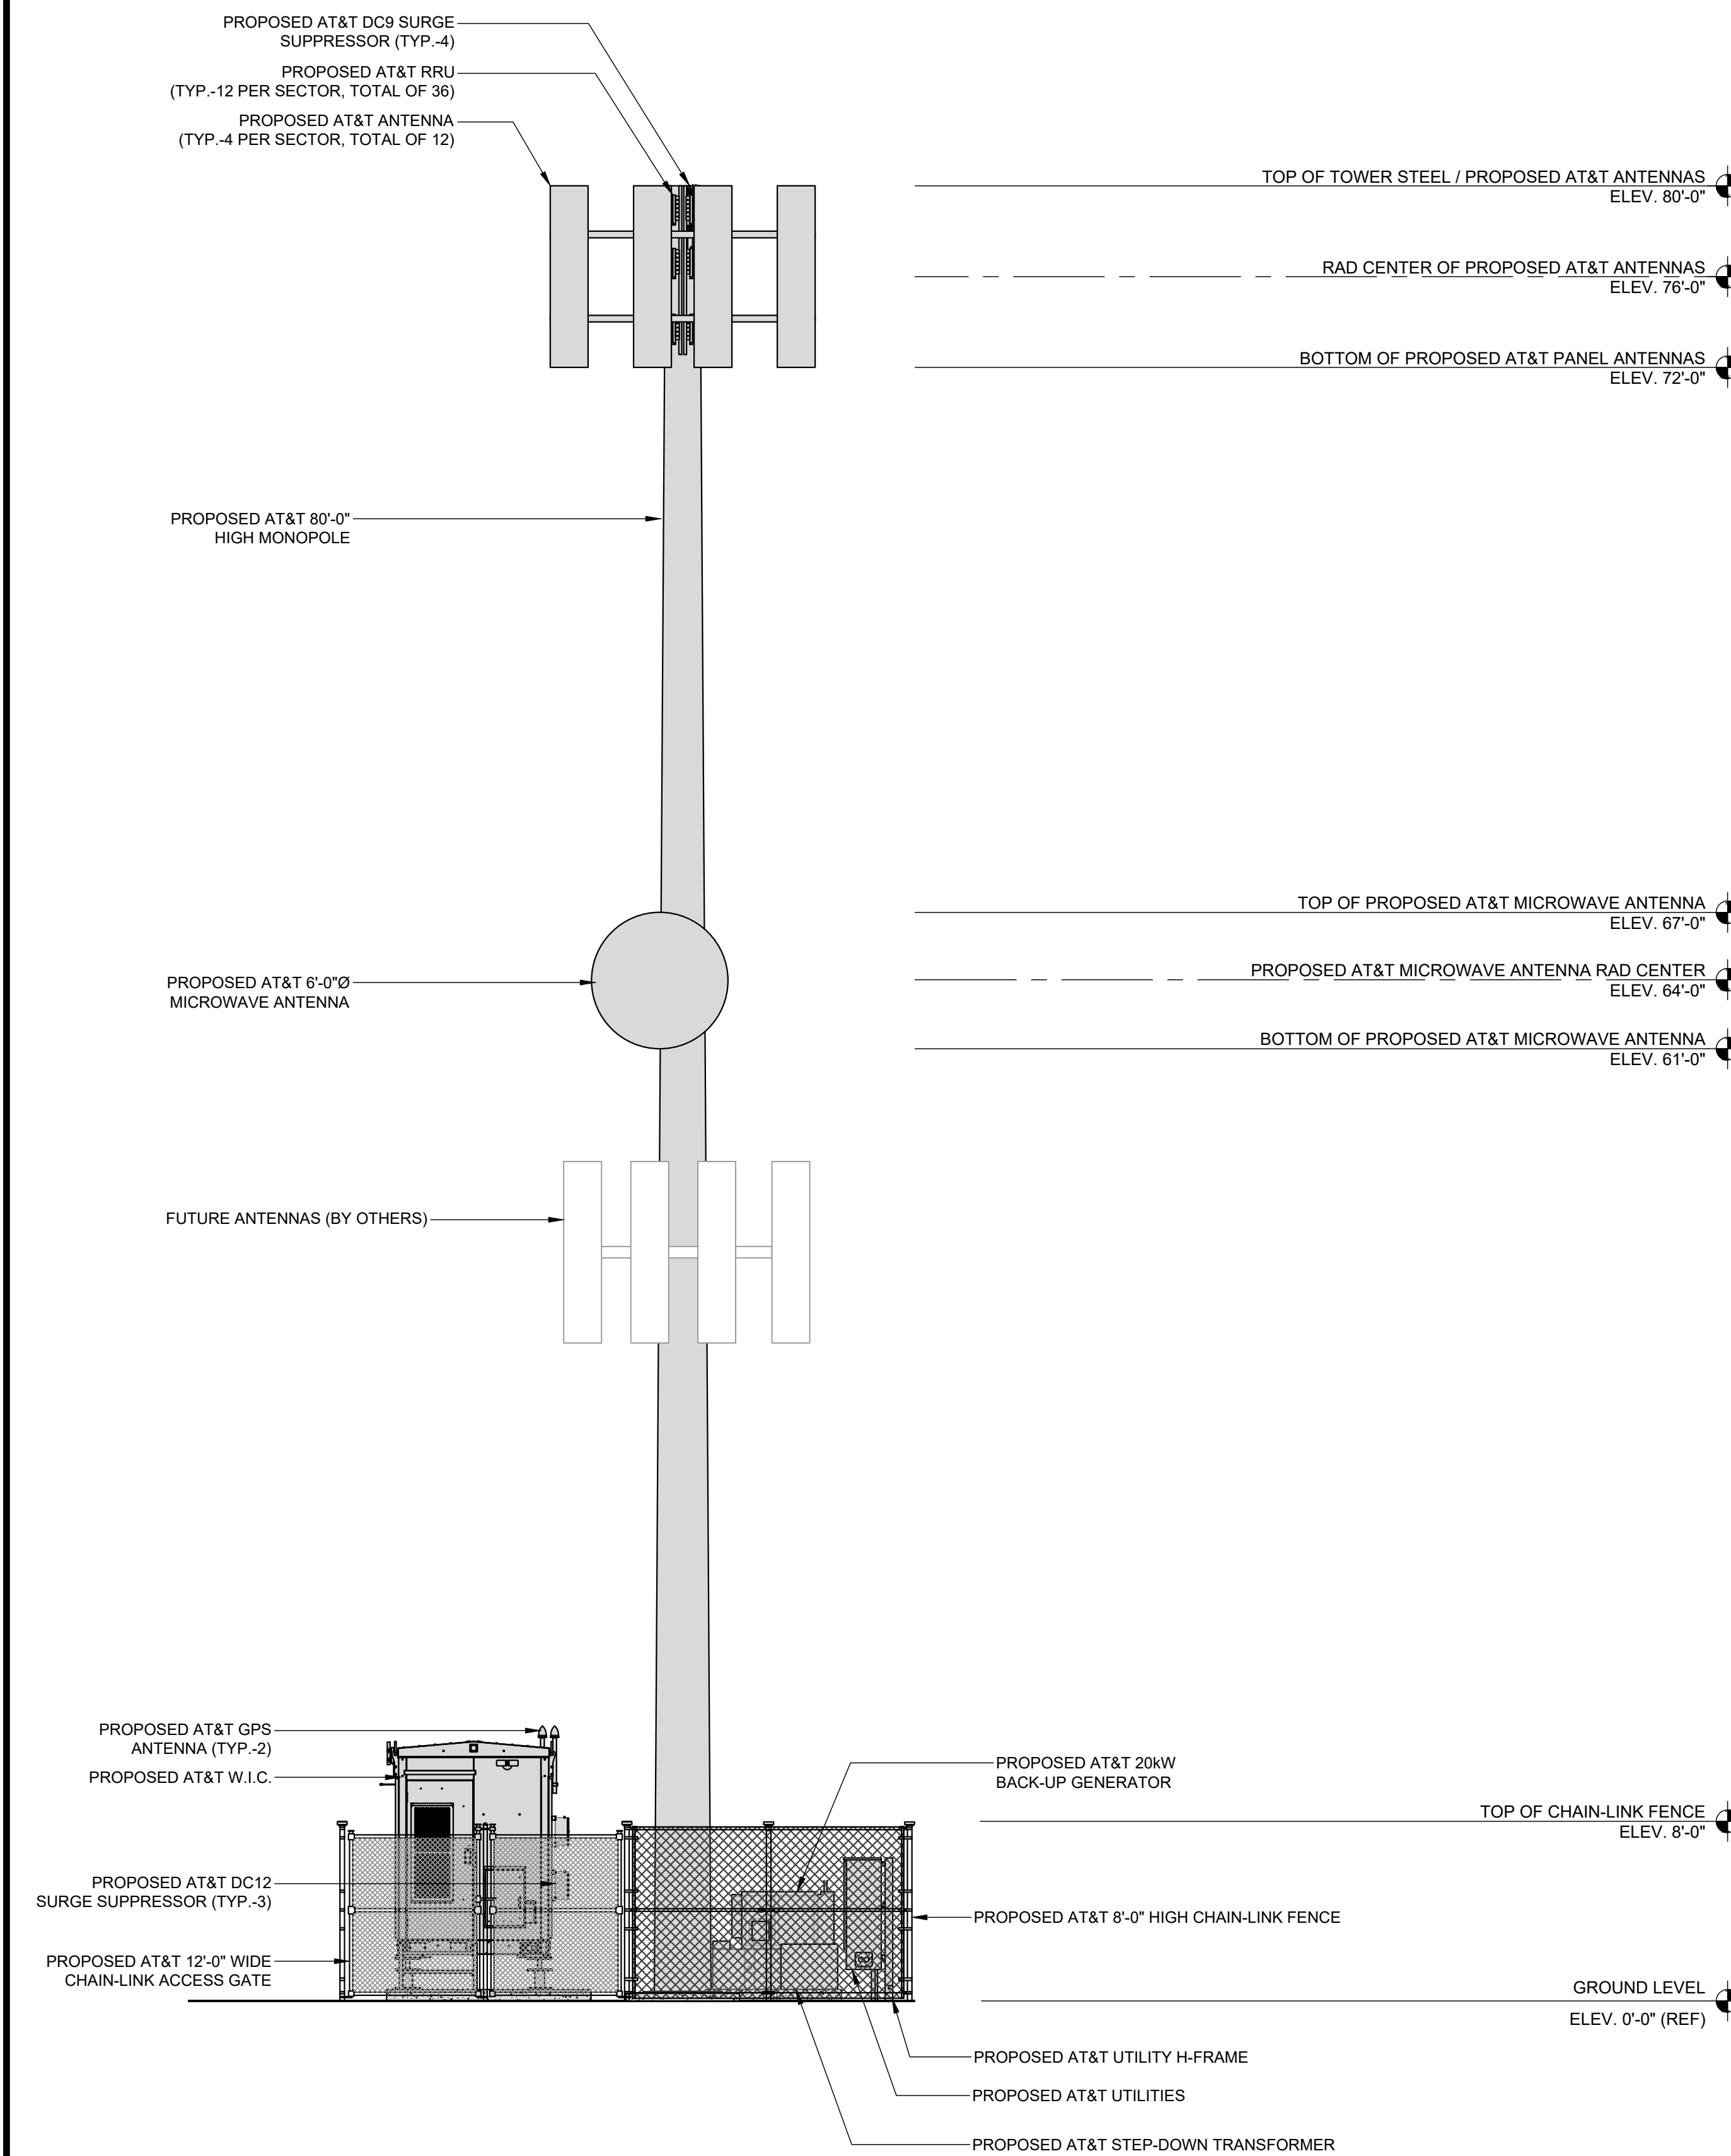 PROPOSED AT&T DC9 SURGE
SUPPRESSOR (TYP.-4)
PROPOSED AT&T RRU
(TYP.-12 PER SECTOR, TOTAL OF 36)
PROPOSED AT&T ANTENNA
(TYP.-4 PER SECTOR, TOTAL OF 12)
TOP OF TOWER STEEL / PROPOSED AT&T ANTENNAS
ELEV. 80'-0"
RAD CENTER OF PROPOSED AT&T ANTENNAS
ELEV. 76'-0"
BOTTOM OF PROPOSED AT&T PANEL ANTENNAS
ELEV. 72'-0"
PROPOSED AT&T 80'-0"
HIGH MONOPOLE
TOP OF PROPOSED AT&T MICROWAVE ANTENNA
ELEV. 67'-0"
PROPOSED AT&T MICROWAVE ANTENNA RAD CENTER
ELEV. 64'-0"
PROPOSED AT&T 6'-0"Ø
MICROWAVE ANTENNA
BOTTOM OF PROPOSED AT&T MICROWAVE ANTENNA
ELEV. 61'-0"
FUTURE ANTENNAS (BY OTHERS)
PROPOSED AT&T GPS
ANTENNA (TYP.-2)
PROPOSED AT&T W.I.C.
PROPOSED AT&T 20kW
BACK-UP GENERATOR
TOP OF CHAIN-LINK FENCE
ELEV. 8'-0"
PROPOSED AT&T DC12
SURGE SUPPRESSOR (TYP.-3)
PROPOSED AT&T 8'-0" HIGH CHAIN-LINK FENCE
PROPOSED AT&T 12'-0" WIDE
CHAIN-LINK ACCESS GATE
GROUND LEVEL
ELEV. 0'-0" (REF)
PROPOSED AT&T UTILITY H-FRAME
PROPOSED AT&T UTILITIES
PROPOSED AT&T STEP-DOWN TRANSFORMER